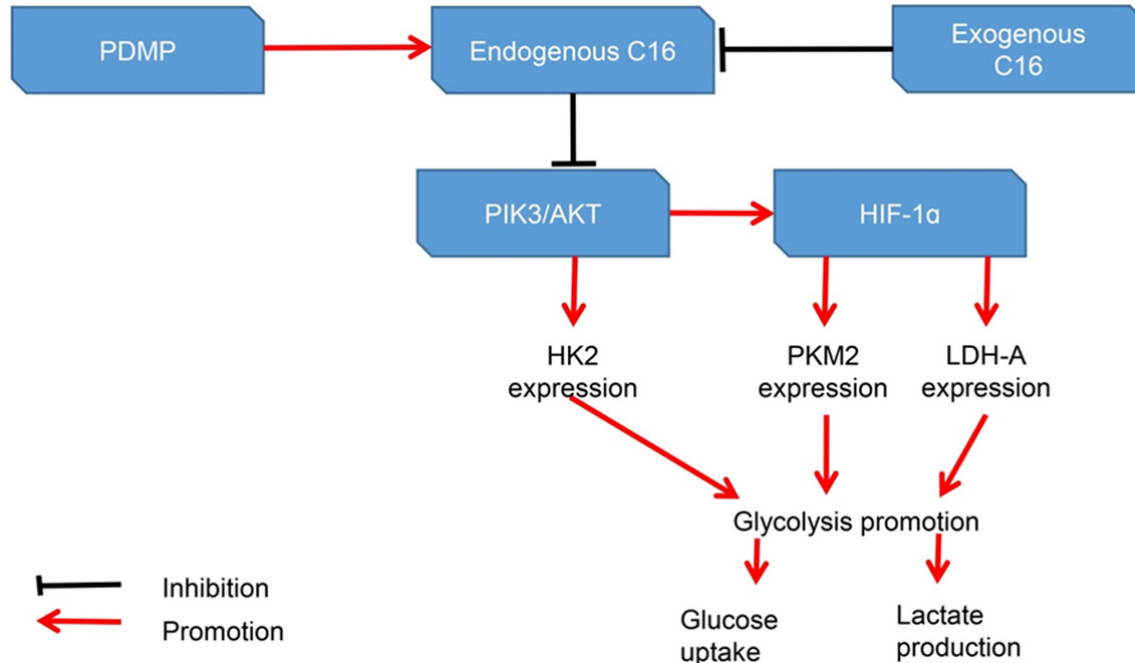 PDMP
Endogenous C16
Exogenous
C16
PIK3/AKT
HIF-1α
HK2
expression
PKM2
expression
LDH-A
expression
Glycolysis promotion
Glucose
uptake
Lactate
production
Inhibition
Promotion